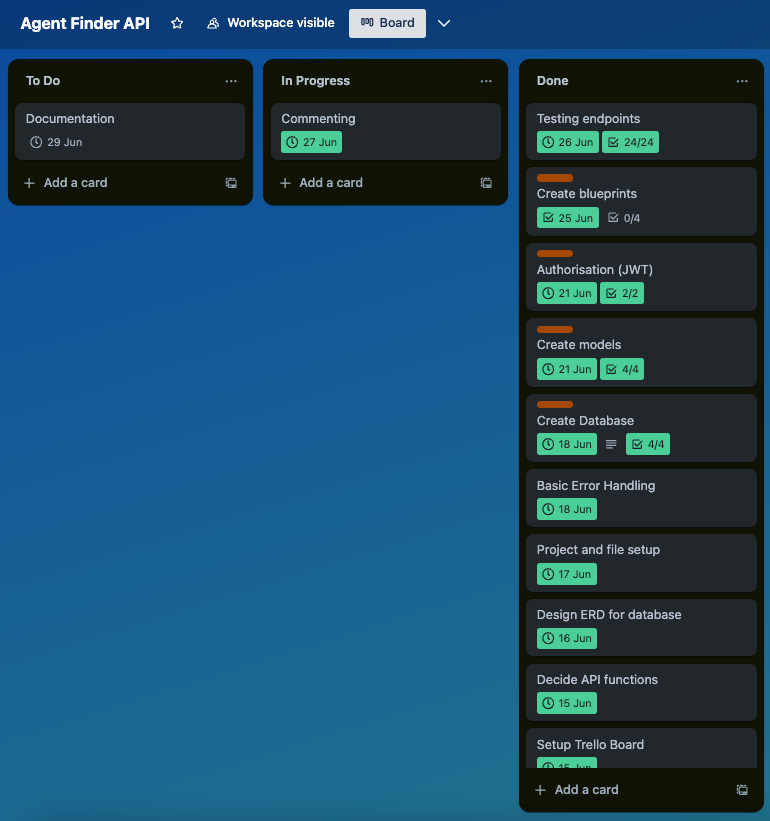 Agent Finder API Workspace visible Board
To Do
Documentation
29 Jun
Add a card
In Progress
Commenting
27 Jun
Add a card
Done
Testing endpoints
26 Jun 24/24
Create blueprints
25 Jun 0/4
Authorisation (JWT)
21 Jun 2/2
Create models
21 Jun 4/4
Create Database
18 Jun 4/4
Basic Error Handling
18 Jun
Project and file setup
17 Jun
Design ERD for database
16 Jun
Decide API functions
15 Jun
Setup Trello Board
15 Jun
Add a card